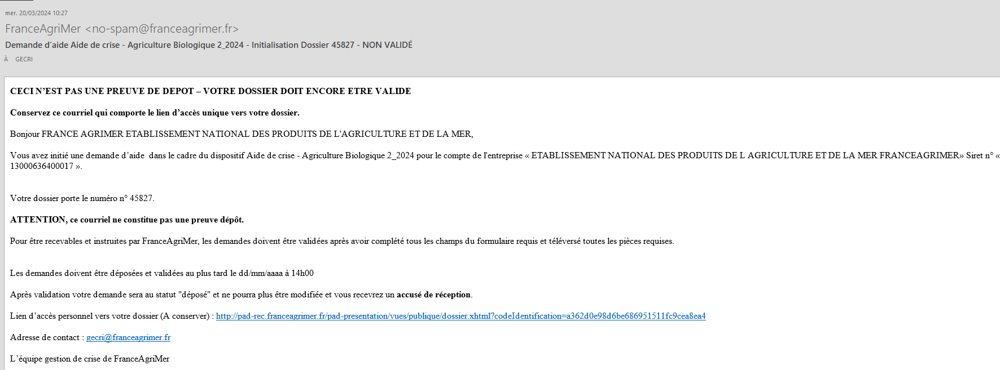 mer. 20/03/2024 10:27
FranceAgriMer <no-spam@franceagrimer.fr>
Demande d’aide Aide de crise - Agriculture Biologique 2_2024 - Initialisation Dossier 45827 - NON VALIDÉ
À GECRI
CECI N’EST PAS UNE PREUVE DE DEPOT – VOTRE DOSSIER DOIT ENCORE ETRE VALIDE
Conservez ce courriel qui comporte le lien d’accès unique vers votre dossier.
Bonjour FRANCE AGRIMER ETABLISSEMENT NATIONAL DES PRODUITS DE L'AGRICULTURE ET DE LA MER,
Vous avez initié une demande d’aide dans le cadre du dispositif Aide de crise - Agriculture Biologique 2_2024 pour le compte de l'entreprise « ETABLISSEMENT NATIONAL DES PRODUITS DE L AGRICULTURE ET DE LA MER FRANCEAGRIMER» Siret n° «
13000636400017 ».
Votre dossier porte le numéro n° 45827.
ATTENTION, ce courriel ne constitue pas une preuve dépôt.
Pour être recevables et instruites par FranceAgriMer, les demandes doivent être validées après avoir complété tous les champs du formulaire requis et téléversé toutes les pièces requises.
Les demandes doivent être déposées et validées au plus tard le dd/mm/aaaa à 14h00
Après validation votre demande sera au statut "déposé" et ne pourra plus être modifiée et vous recevrez un accusé de réception.
Lien d’accès personnel vers votre dossier (A conserver) : http://pad-rec.franceagrimer.fr/pad-presentation/vues/publique/dossier.xhtml?codeIdentification=a362d0e98d6be686951511fc9cea8ea4
Adresse de contact : gecri@franceagrimer.fr
L’équipe gestion de crise de FranceAgriMer